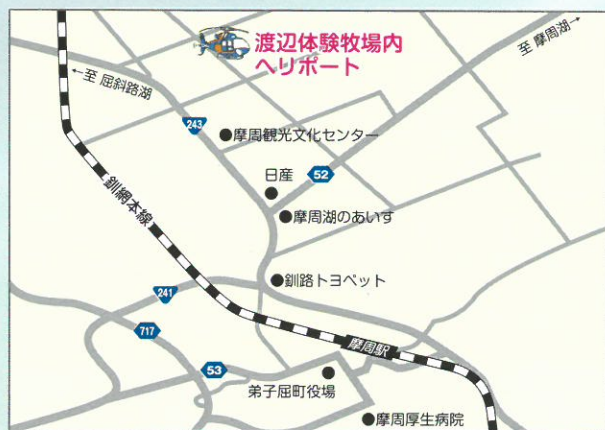 渡辺体験牧場内
ヘリポート
至 摩周湖→
←至 屈斜路湖
243
●摩周観光文化センター
日産
52
●摩周湖のあいす
釧網本線
●釧路トヨペット
241
717
摩周駅
53
弟子屈町役場
●摩周厚生病院